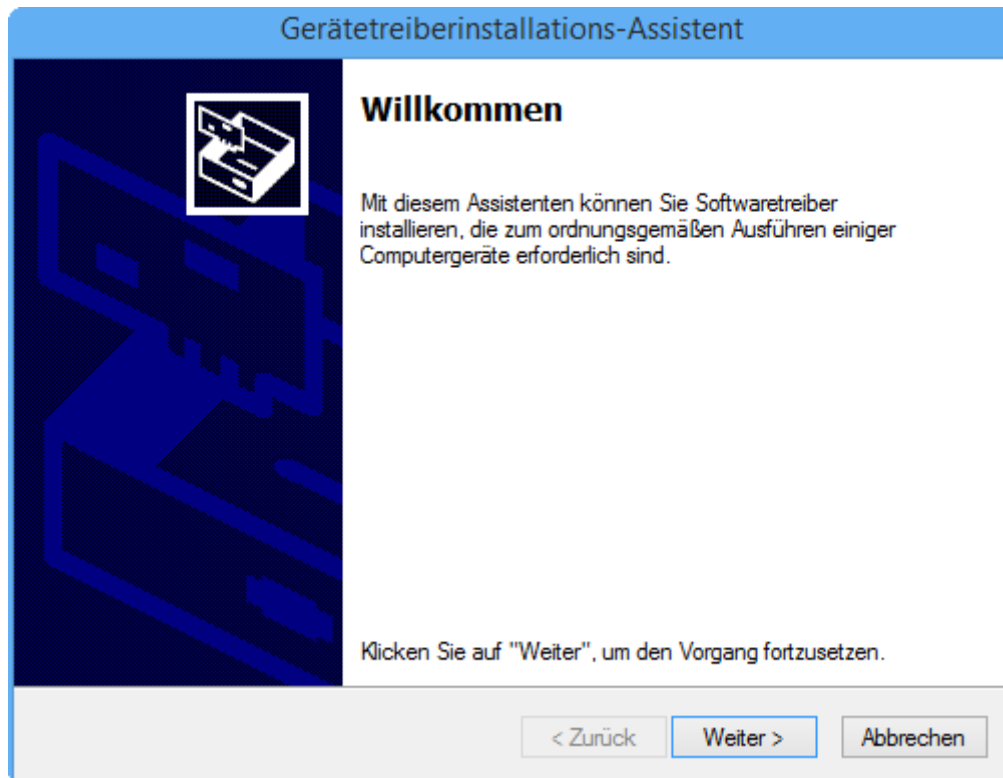 Gerätetreiberinstallations-Assistent
Willkommen
Mit diesem Assistenten können Sie Softwaretreiber
installieren, die zum ordnungsgemäßen Ausführen einiger
Computergeräte erforderlich sind.
Klicken Sie auf "Weiter", um den Vorgang fortzusetzen.
< Zurück Weiter > Abbrechen